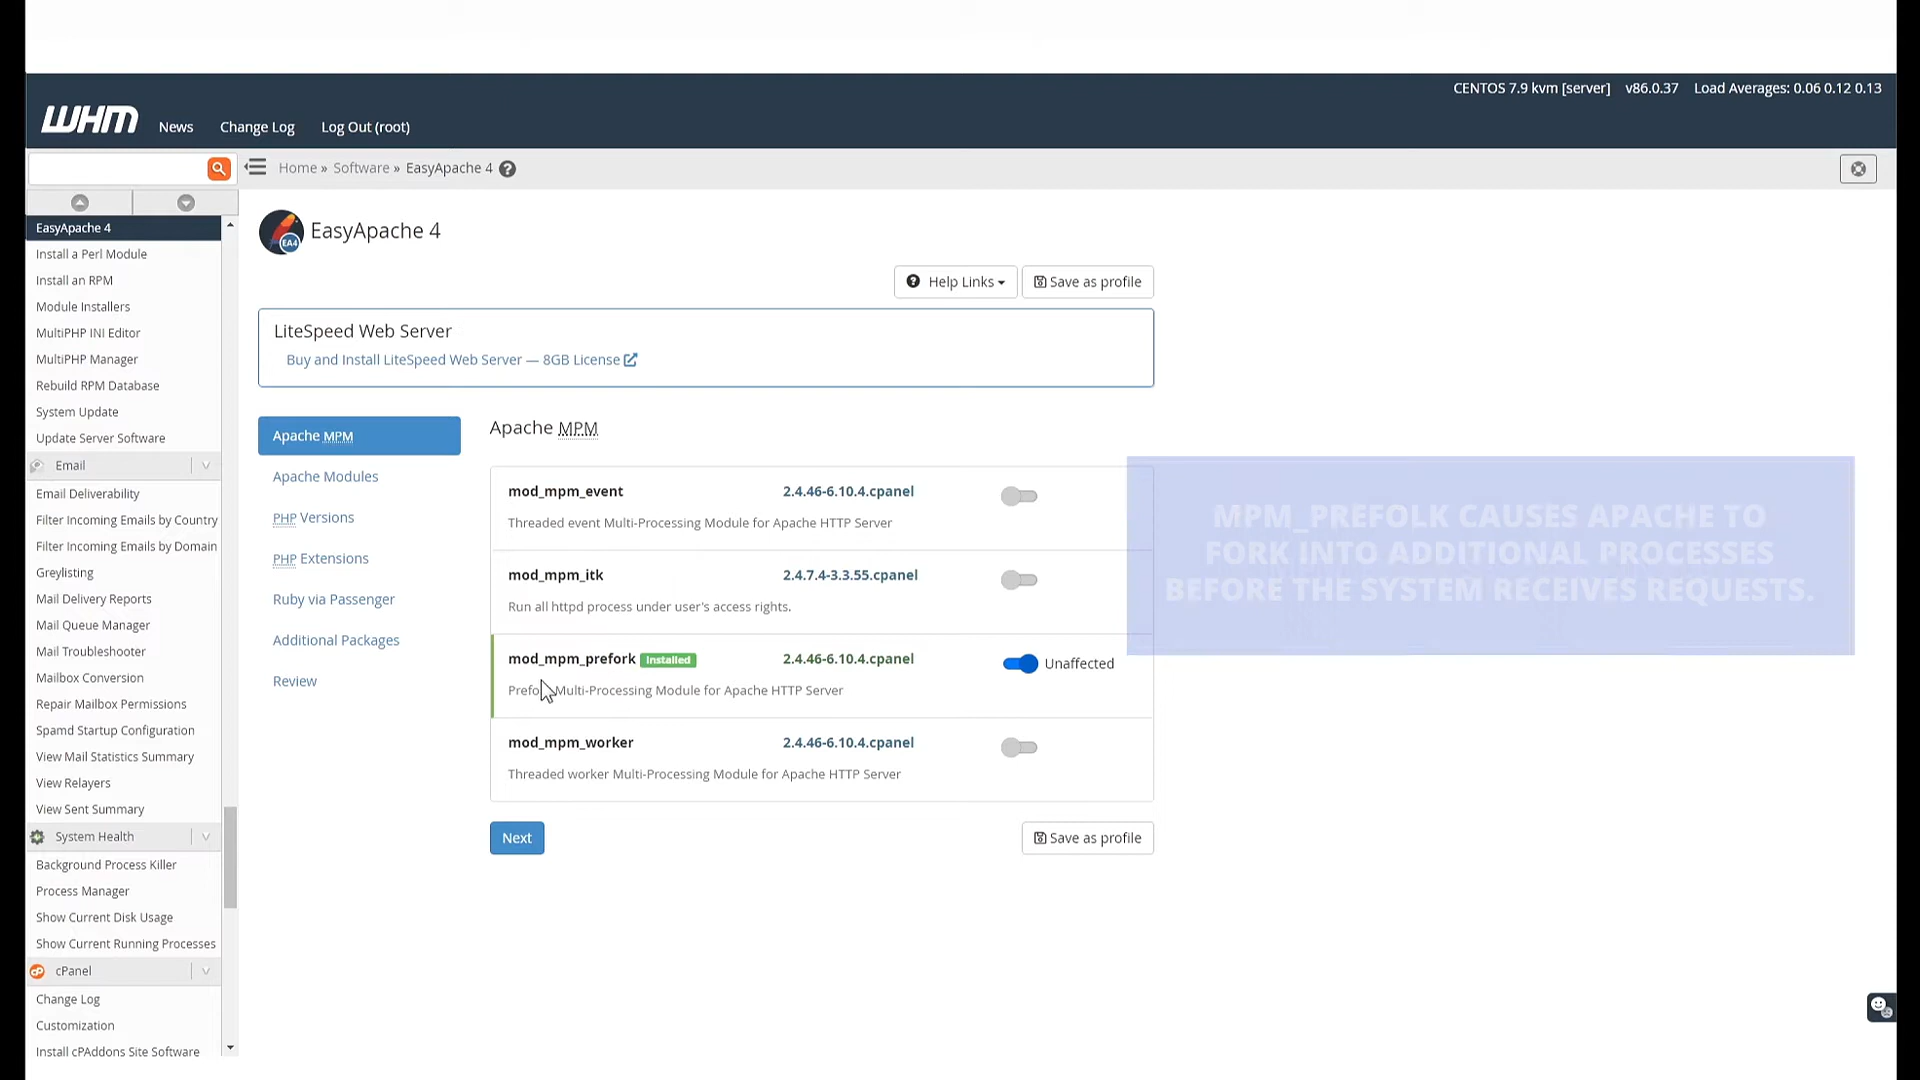 CENTOS 7.9 kvm [server] v86.0.37 Load Averages: 0.06 0.12 0.13
WHM News Change Log Log Out (root)
Home » Software » EasyApache 4
EasyApache 4
Install a Perl Module
Install an RPM
Module Installers
MultiPHP INI Editor
MultiPHP Manager
Rebuild RPM Database
System Update
Update Server Software
Email
Email Deliverability
Filter Incoming Emails by Country
Filter Incoming Emails by Domain
Greylisting
Mail Delivery Reports
Mail Queue Manager
Mail Troubleshooter
Mailbox Conversion
Repair Mailbox Permissions
Spamd Startup Configuration
View Mail Statistics Summary
View Relayers
View Sent Summary
System Health
Background Process Killer
Process Manager
Show Current Disk Usage
Show Current Running Processes
cPanel
Change Log
Customization
Install cPAddons Site Software
EA4
EasyApache 4
Help Links
Save as profile
LiteSpeed Web Server
Buy and Install LiteSpeed Web Server — 8GB License
Apache MPM
Apache Modules
PHP Versions
PHP Extensions
Ruby via Passenger
Additional Packages
Review
Apache MPM
mod_mpm_event 2.4.46-6.10.4.cpanel
Threaded event Multi-Processing Module for Apache HTTP Server
mod_mpm_itk 2.4.7.4-3.3.55.cpanel
Run all httpd process under user's access rights.
mod_mpm_prefork Installed 2.4.46-6.10.4.cpanel Unaffected
Multi-Processing Module for Apache HTTP Server
mod_mpm_worker 2.4.46-6.10.4.cpanel
Threaded worker Multi-Processing Module for Apache HTTP Server
Next
Save as profile
MPM_PREFOLK CAUSES APACHE TO
FORK INTO ADDITIONAL PROCESSES
BEFORE THE SYSTEM RECEIVES REQUESTS.